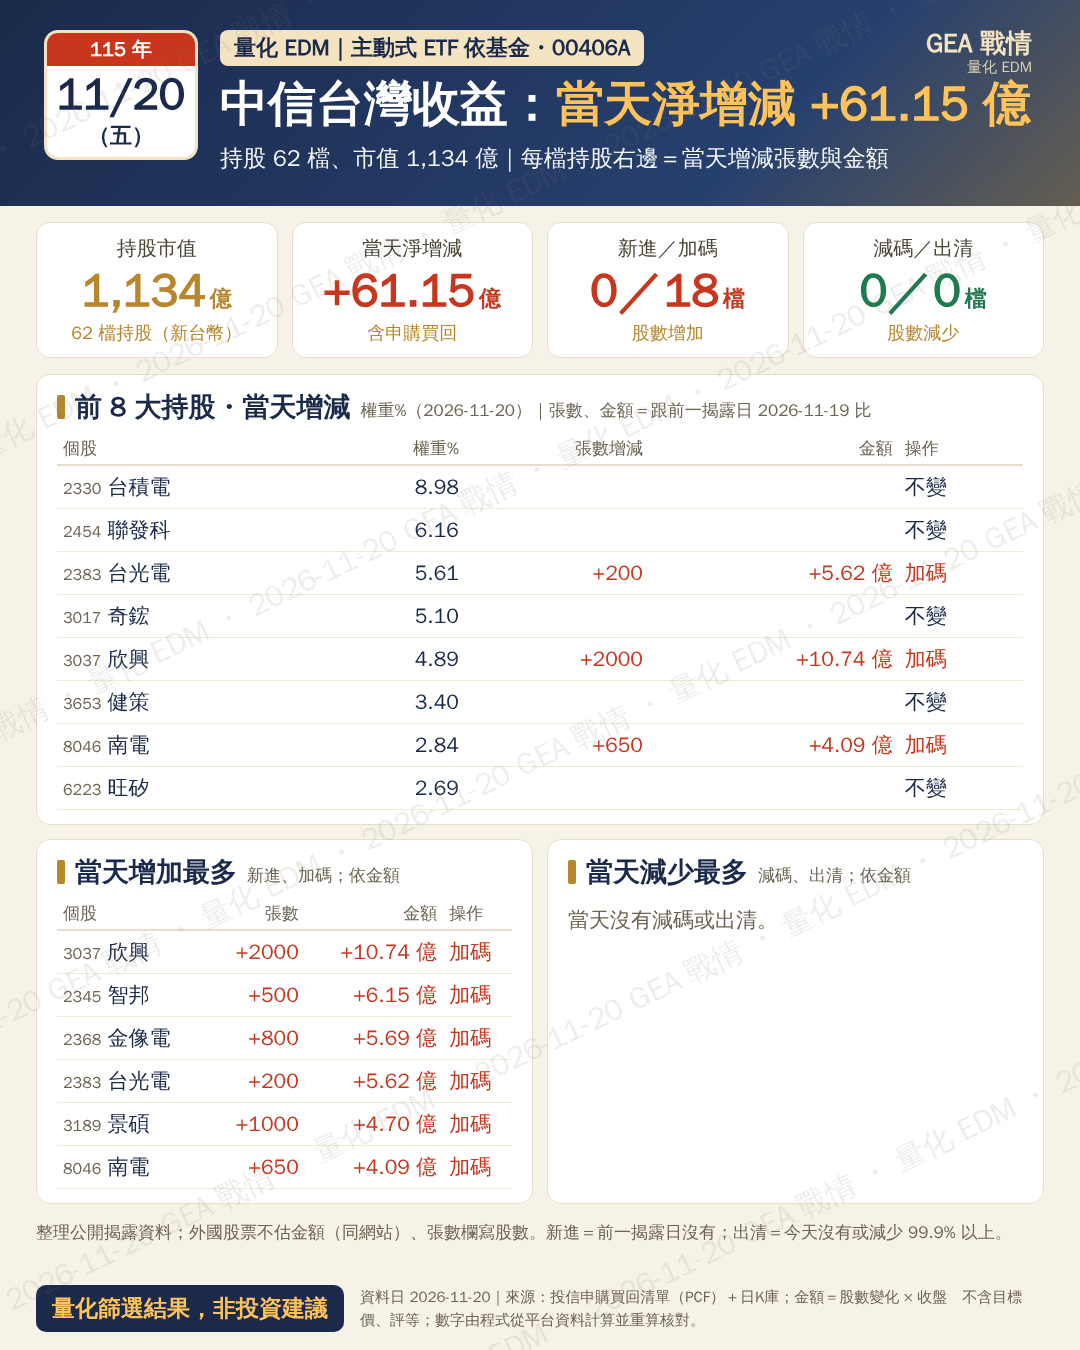 115 年
11/20
（五）
量化 EDM｜主動式 ETF 依基金・00406A
GEA 戰情
量化 EDM
中信台灣收益：當天淨增減 +61.15 億
持股 62 檔、市值 1,134 億｜每檔持股右邊＝當天增減張數與金額
持股市值
1,134 億
62 檔持股（新台幣）
當天淨增減
+61.15 億
含申購買回
新進／加碼
0／18 檔
股數增加
減碼／出清
0／0 檔
股數減少
前 8 大持股・當天增減 權重%（2026-11-20）｜張數、金額＝跟前一揭露日 2026-11-19 比
個股 權重% 張數增減 金額 操作
2330 台積電 8.98 不變
2454 聯發科 6.16 不變
2383 台光電 5.61 +200 +5.62 億 加碼
3017 奇鋐 5.10 不變
3037 欣興 4.89 +2000 +10.74 億 加碼
3653 健策 3.40 不變
8046 南電 2.84 +650 +4.09 億 加碼
6223 旺矽 2.69 不變
當天增加最多 新進、加碼；依金額
個股 張數 金額 操作
3037 欣興 +2000 +10.74 億 加碼
2345 智邦 +500 +6.15 億 加碼
2368 金像電 +800 +5.69 億 加碼
2383 台光電 +200 +5.62 億 加碼
3189 景碩 +1000 +4.70 億 加碼
8046 南電 +650 +4.09 億 加碼
當天減少最多 減碼、出清；依金額
當天沒有減碼或出清。
整理公開揭露資料；外國股票不估金額（同網站）、張數欄寫股數。新進＝前一揭露日沒有；出清＝今天沒有或減少 99.9% 以上。
量化篩選結果，非投資建議
資料日 2026-11-20｜來源：投信申購買回清單（PCF）＋日K庫；金額＝股數變化 × 收盤　不含目標
價、評等；數字由程式從平台資料計算並重算核對。
2026-11-20 GEA 戰情 ・ 量化 EDM